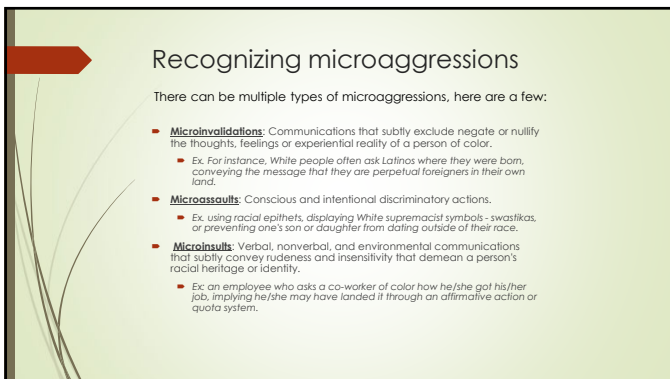 Recognizing microaggressions
There can be multiple types of microaggressions, here are a few:
Microinvalidations: Communications that subtly exclude negate or nullify
the thoughts, feelings or experiential reality of a person of color.
Ex. For instance, White people often ask Latinos where they were born,
conveying the message that they are perpetual foreigners in their own
land.
Microassaults: Conscious and intentional discriminatory actions.
Ex. using racial epithets, displaying White supremacist symbols - swastikas,
or preventing one's son or daughter from dating outside of their race.
Microinsults: Verbal, nonverbal, and environmental communications
that subtly convey rudeness and insensitivity that demean a person's
racial heritage or identity.
Ex: an employee who asks a co-worker of color how he/she got his/her
job, implying he/she may have landed it through an affirmative action or
quota system.